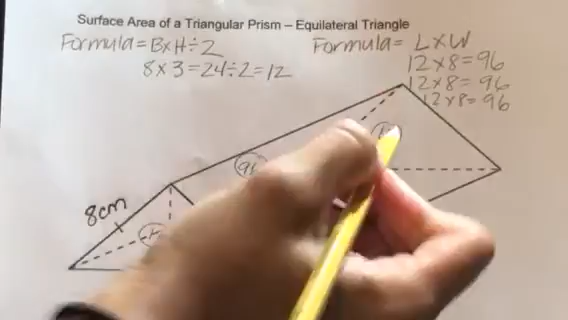 Surface Area of a Triangular Prism – Equilateral Triangle
Formula = B×H÷2
8×3=24÷2=12
Formula = L×W
12×8=96
12×8=96
12×8=96
8cm